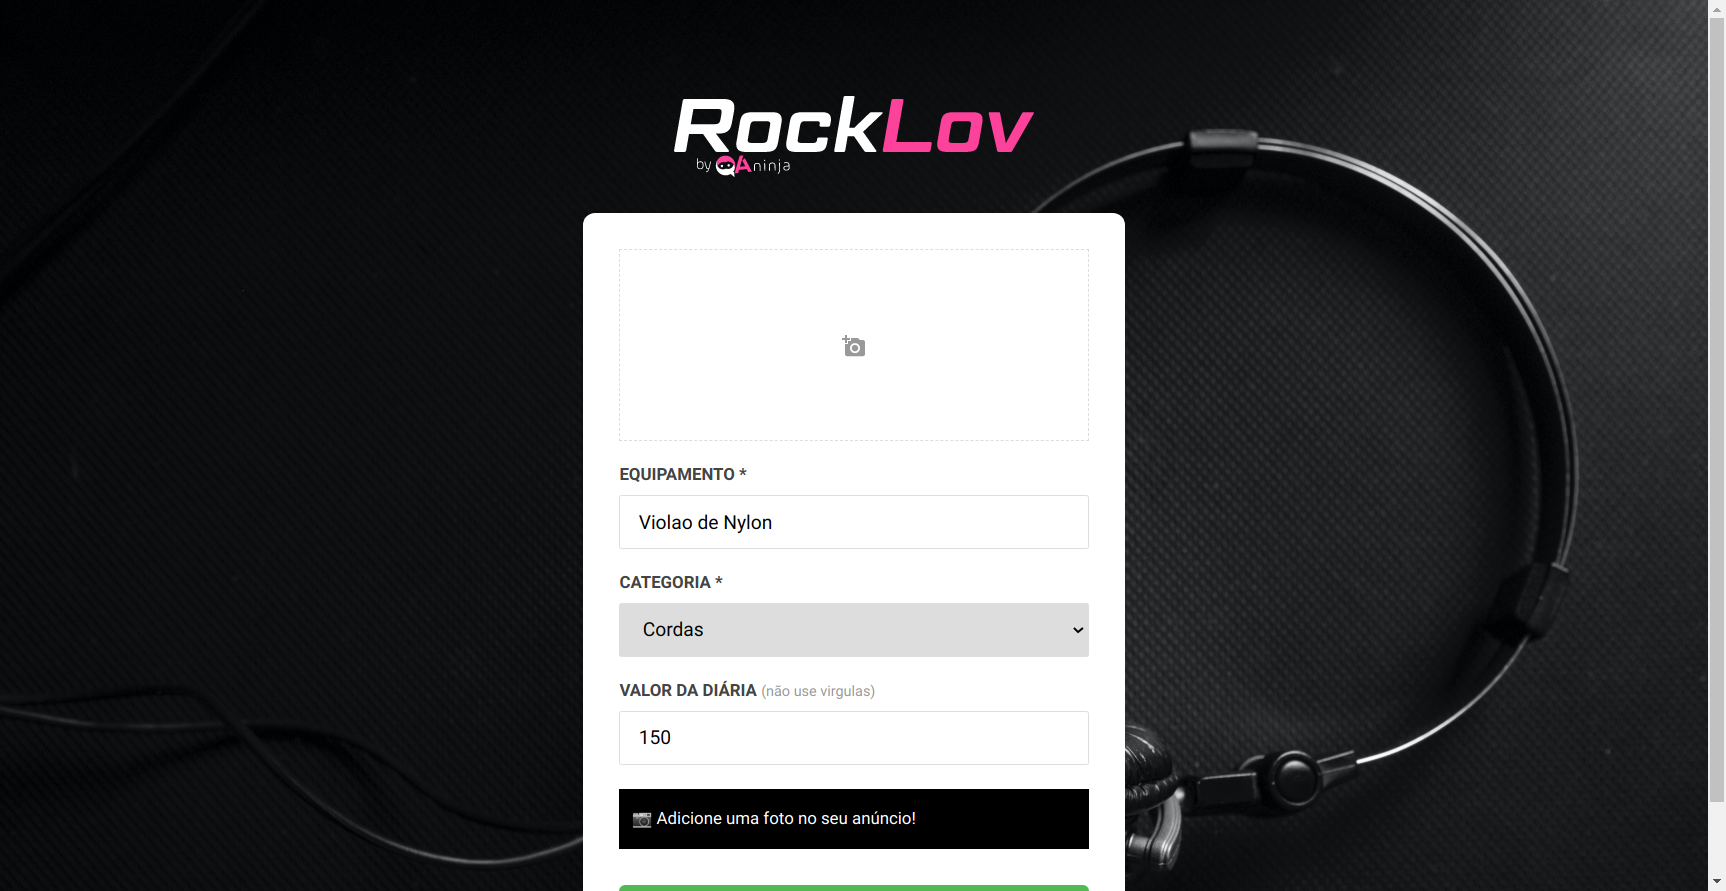 RockLov
by QAninja
EQUIPAMENTO *
Violao de Nylon
CATEGORIA *
Cordas
VALOR DA DIÁRIA (não use virgulas)
150
Adicione uma foto no seu anúncio!